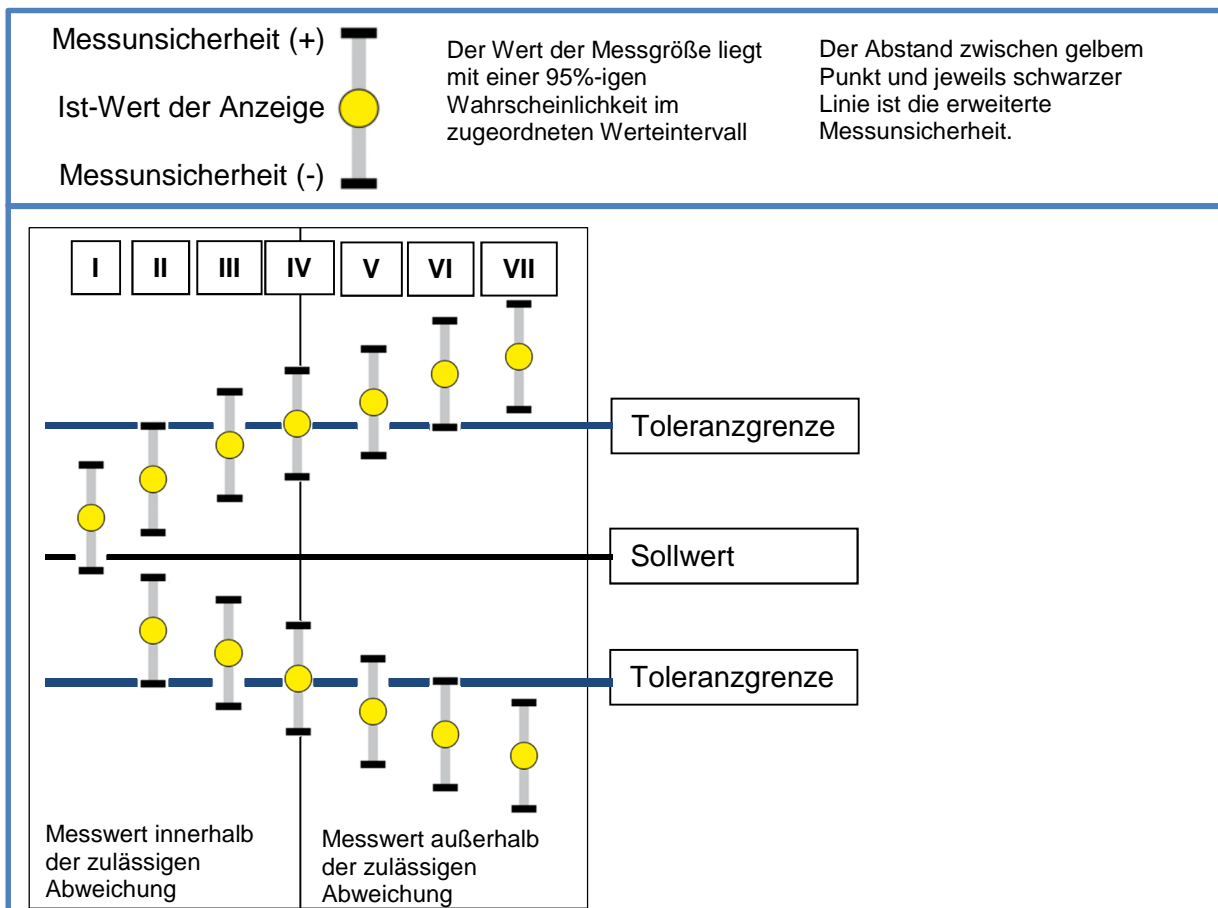 Messunsicherheit (+)
Ist-Wert der Anzeige
Messunsicherheit (-)
Der Wert der Messgröße liegt
mit einer 95%-igen
Wahrscheinlichkeit im
zugeordneten Werteintervall
Der Abstand zwischen gelbem
Punkt und jeweils schwarzer
Linie ist die erweiterte
Messunsicherheit.
I II III IV V VI VII
Toleranzgrenze
Sollwert
Toleranzgrenze
Messwert innerhalb
der zulässigen
Abweichung
Messwert außerhalb
der zulässigen
Abweichung